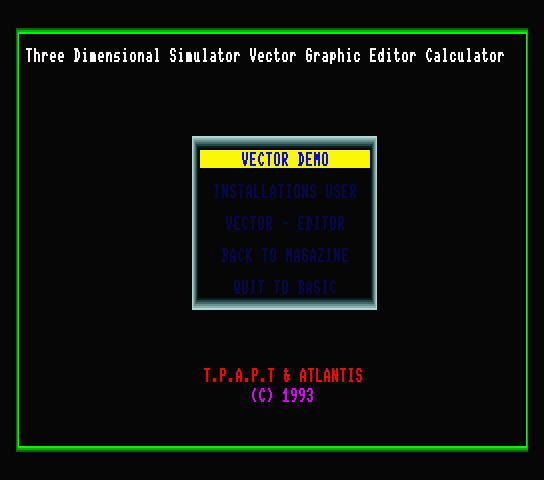 Three Dimensional Simulator Vector Graphic Editor Calculator
VECTOR DEMO
INSTALLATIONS USER
VECTOR - EDITOR
BACK TO MAGAZINE
QUIT TO BASIC
T.P.A.P.T & ATLANTIS
(C) 1993